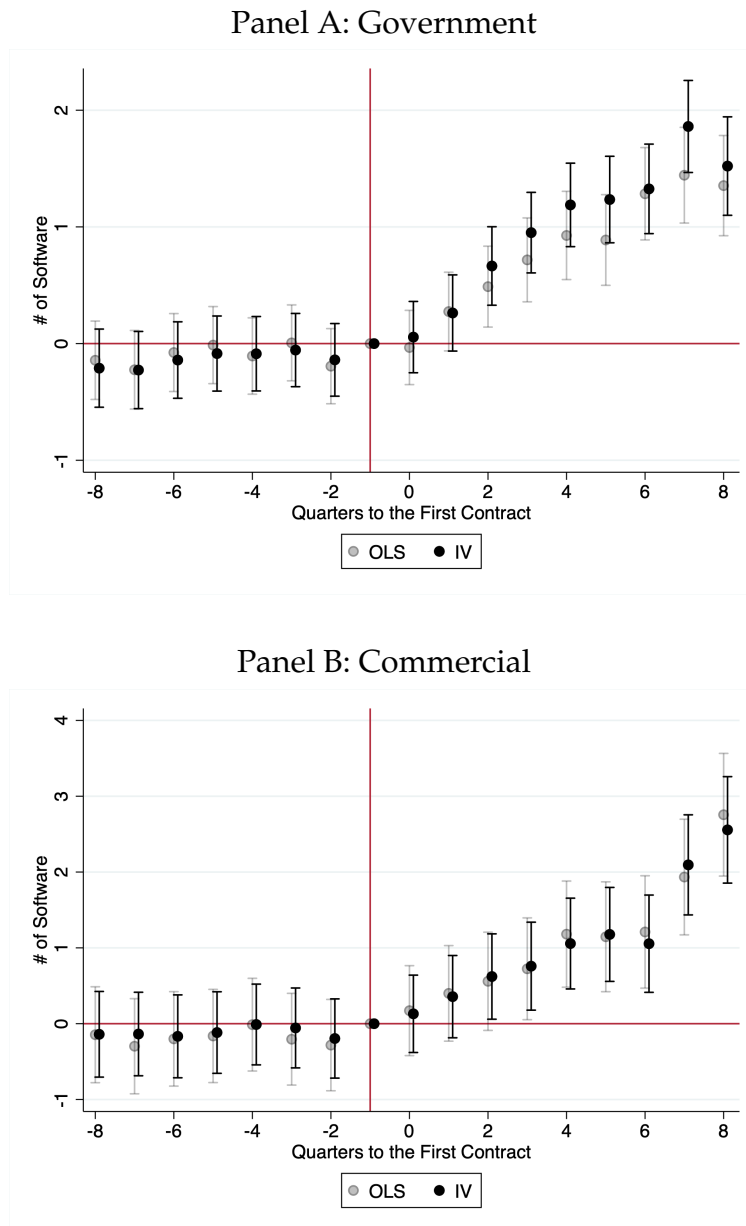 Panel A: Government
2
1
0
-1
# of Software
-8 -6 -4 -2 0 2 4 6 8
Quarters to the First Contract
OLS IV
Panel B: Commercial
4
3
2
1
0
-1
# of Software
-8 -6 -4 -2 0 2 4 6 8
Quarters to the First Contract
OLS IV